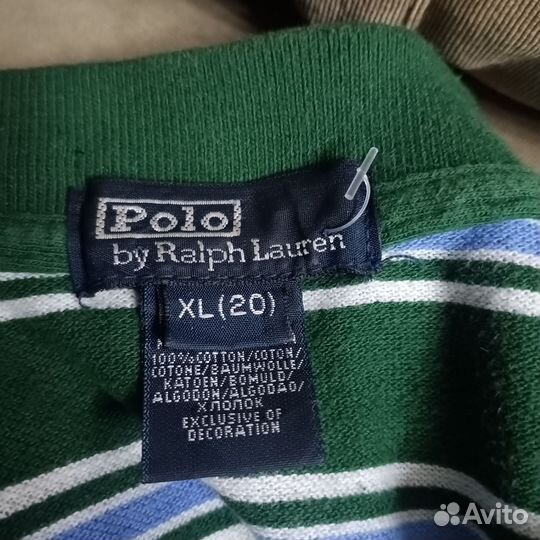 Polo
by Ralph Lauren
XL(20)
100%COTTON/COTON/
COTONE/BAUMWOLLE/
KATOEN/BOMULD/
ALGODON/ALGODAO/
ХЛОПОК
EXCLUSIVE OF
DECORATION
Avito